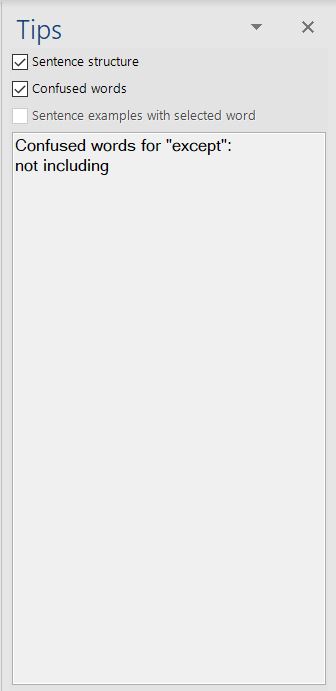 Tips
Sentence structure
Confused words
Sentence examples with selected word
Confused words for "except":
not including